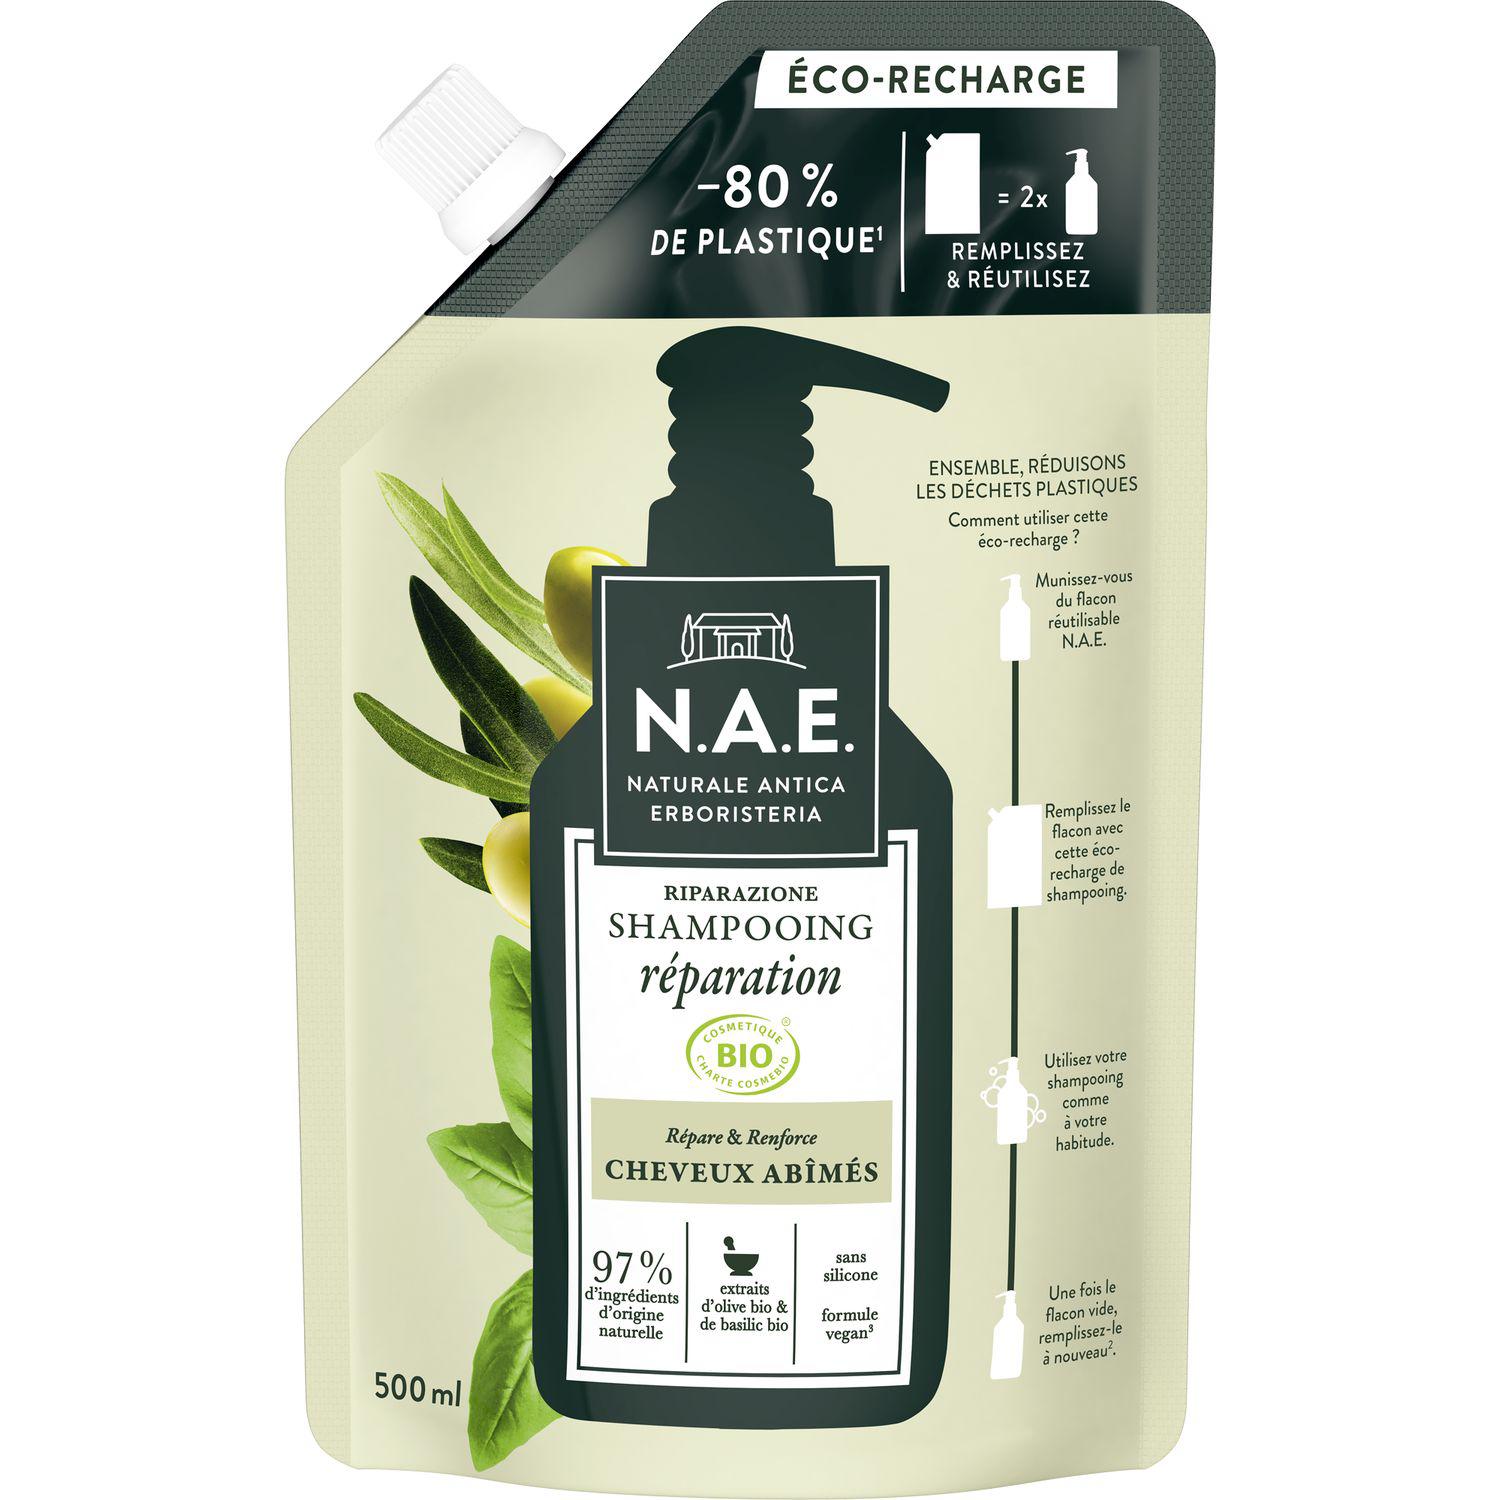 ÉCO-RECHARGE
-80 %
DE PLASTIQUE¹
= 2x
REMPLISSEZ
& RÉUTILISEZ
ENSEMBLE, RÉDUISONS
LES DÉCHETS PLASTIQUES
Comment utiliser cette
éco-recharge ?
Munissez-vous
du flacon
réutilisable
N.A.E.
Remplissez le
flacon avec
cette éco-
recharge de
shampooing.
Utilisez votre
shampooing
comme
à votre
habitude.
Une fois le
flacon vide,
remplissez-le
à nouveau².
N.A.E.
NATURALE ANTICA
ERBORISTERIA
RIPARAZIONE
SHAMPOOING
réparation
COSMETIQUE ®
BIO
CHARTE COSMEBIO
Répare & Renforce
CHEVEUX ABÎMÉS
97 %
d'ingrédients
d'origine
naturelle
extraits
d'olive bio &
de basilic bio
sans
silicone
formule
vegan³
500 ml